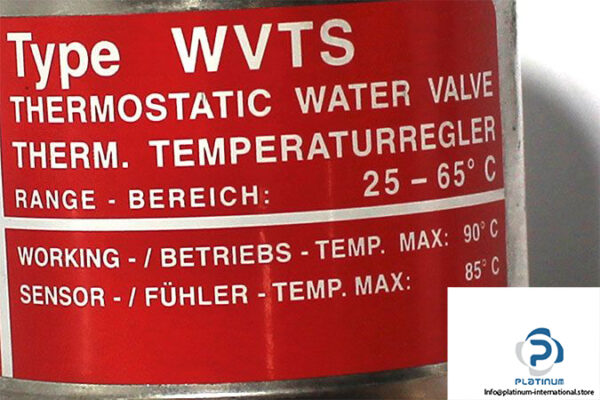 Type WVTS
THERMOSTATIC WATER VALVE
THERM. TEMPERATURREGLER
RANGE - BEREICH: 25 – 65° C
WORKING - / BETRIEBS - TEMP. MAX: 90° C
SENSOR - / FÜHLER - TEMP. MAX: 85° C
PLATINUM
Info@platinum-international.store